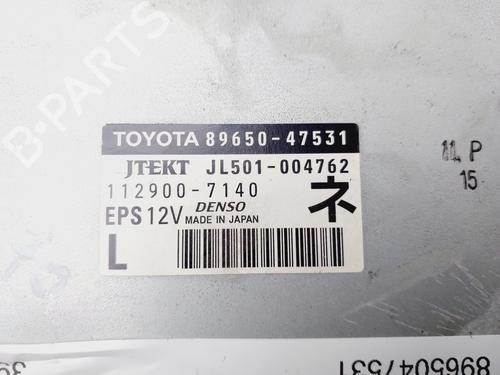 B-PARTS
TOYOTA 89650-47531
JTEKT JL501-004762
112900-7140 ネ
EPS 12V DENSO MADE IN JAPAN
L
11. P
15
8965047531